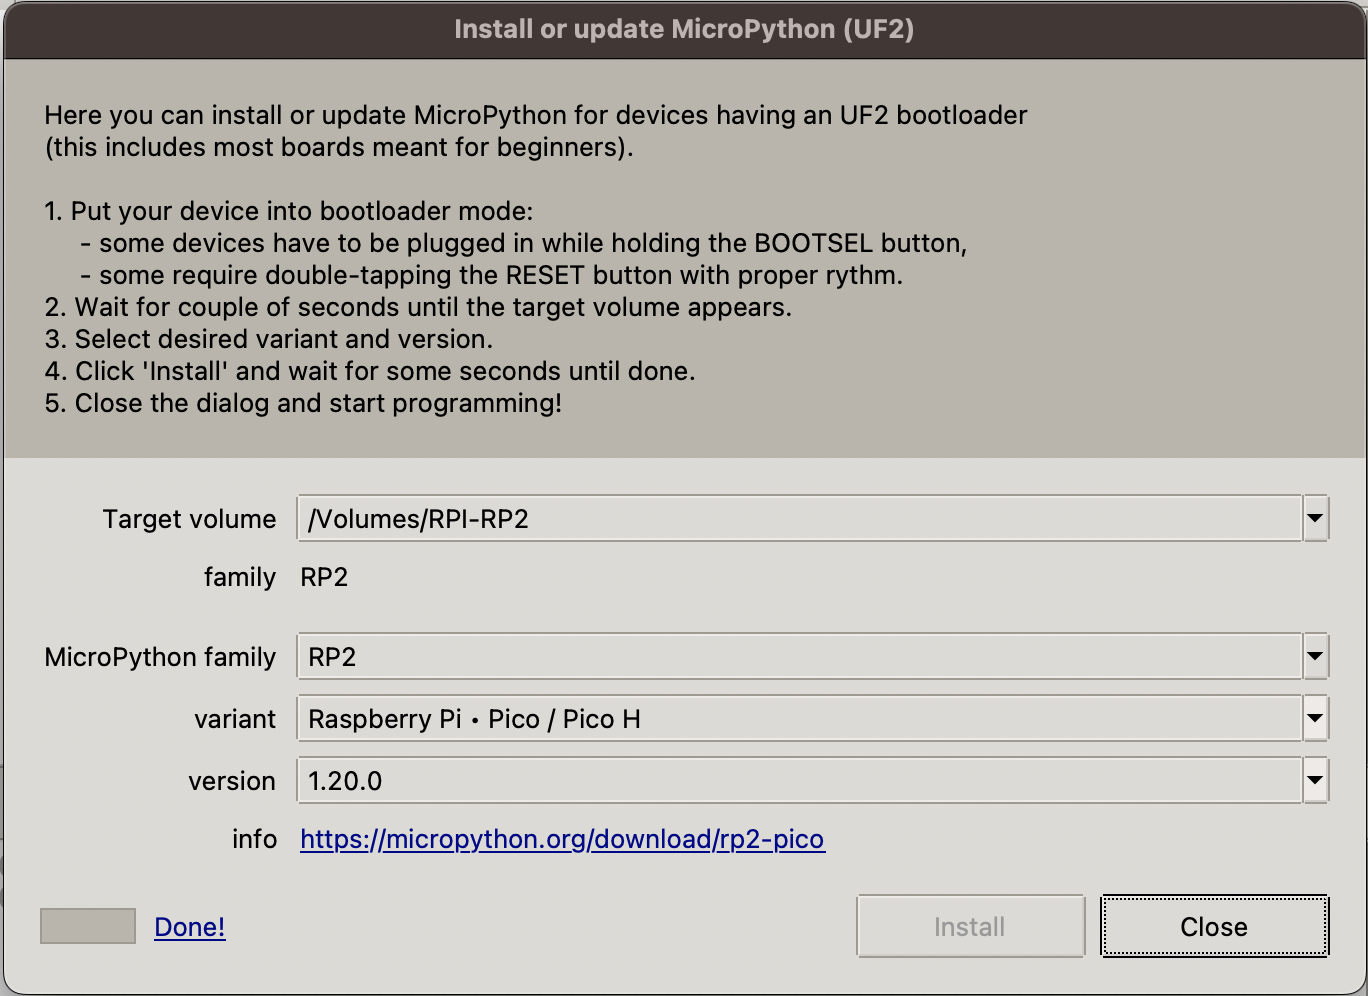 Install or update MicroPython (UF2)
Here you can install or update MicroPython for devices having an UF2 bootloader
(this includes most boards meant for beginners).
1. Put your device into bootloader mode:
- some devices have to be plugged in while holding the BOOTSEL button,
- some require double-tapping the RESET button with proper rythm.
2. Wait for couple of seconds until the target volume appears.
3. Select desired variant and version.
4. Click 'Install' and wait for some seconds until done.
5. Close the dialog and start programming!
Target volume /Volumes/RPI-RP2
family RP2
MicroPython family RP2
variant Raspberry Pi • Pico / Pico H
version 1.20.0
info https://micropython.org/download/rp2-pico
Done! Install Close